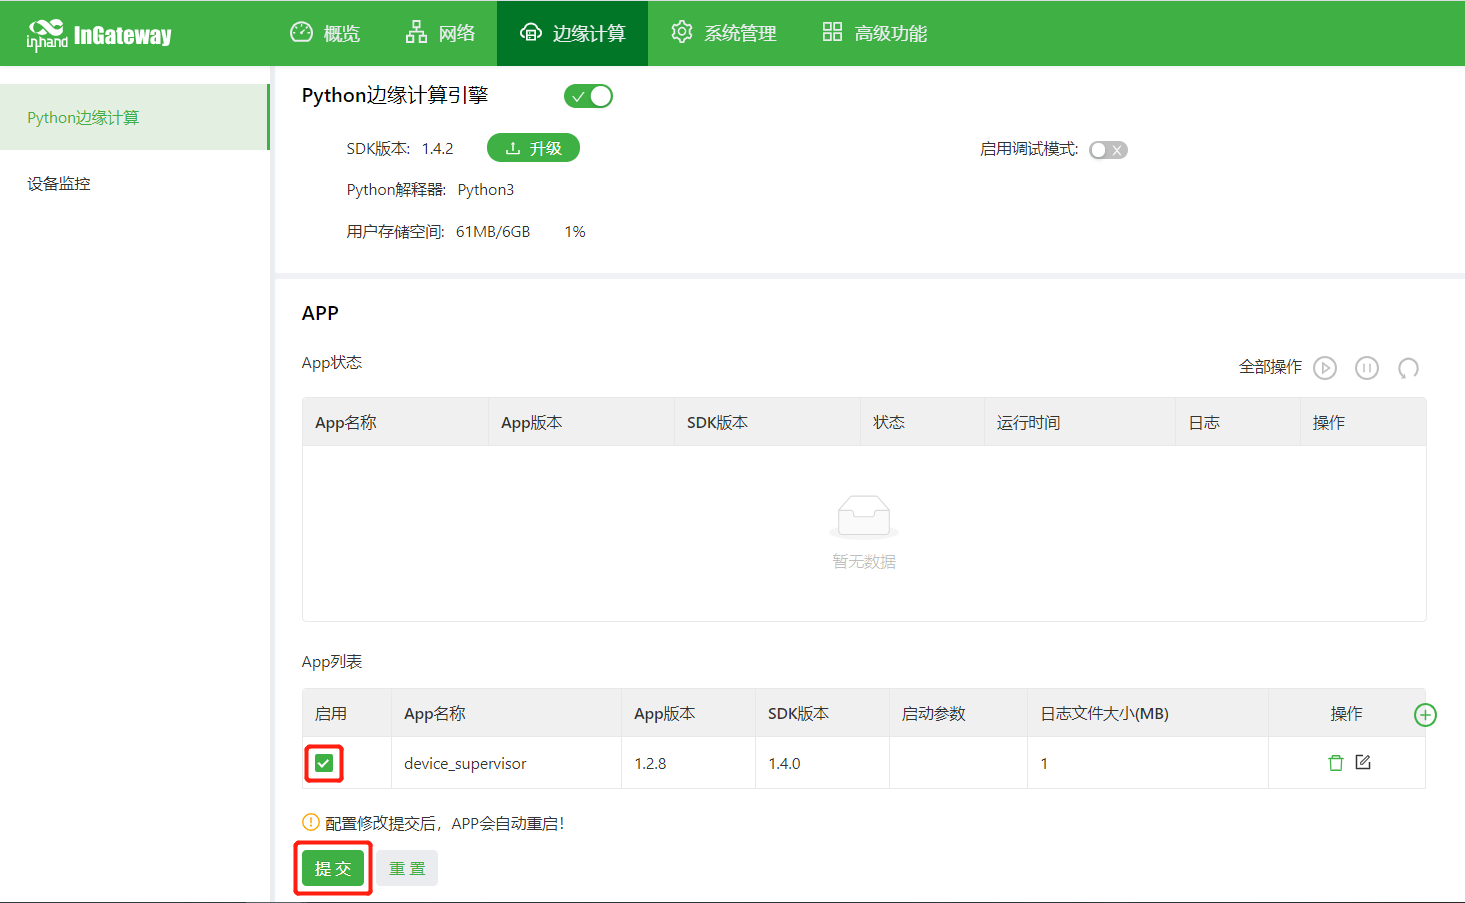 inhand InGateway 概览 网络 边缘计算 系统管理 高级功能
Python边缘计算
设备监控
Python边缘计算引擎
SDK版本: 1.4.2 升级 启用调试模式:
Python解释器: Python3
用户存储空间: 61MB/6GB 1%
APP
App状态 全部操作
App名称 App版本 SDK版本 状态 运行时间 日志 操作
暂无数据
App列表
启用 App名称 App版本 SDK版本 启动参数 日志文件大小(MB) 操作
device_supervisor 1.2.8 1.4.0 1
配置修改提交后，APP会自动重启！
提交 重置